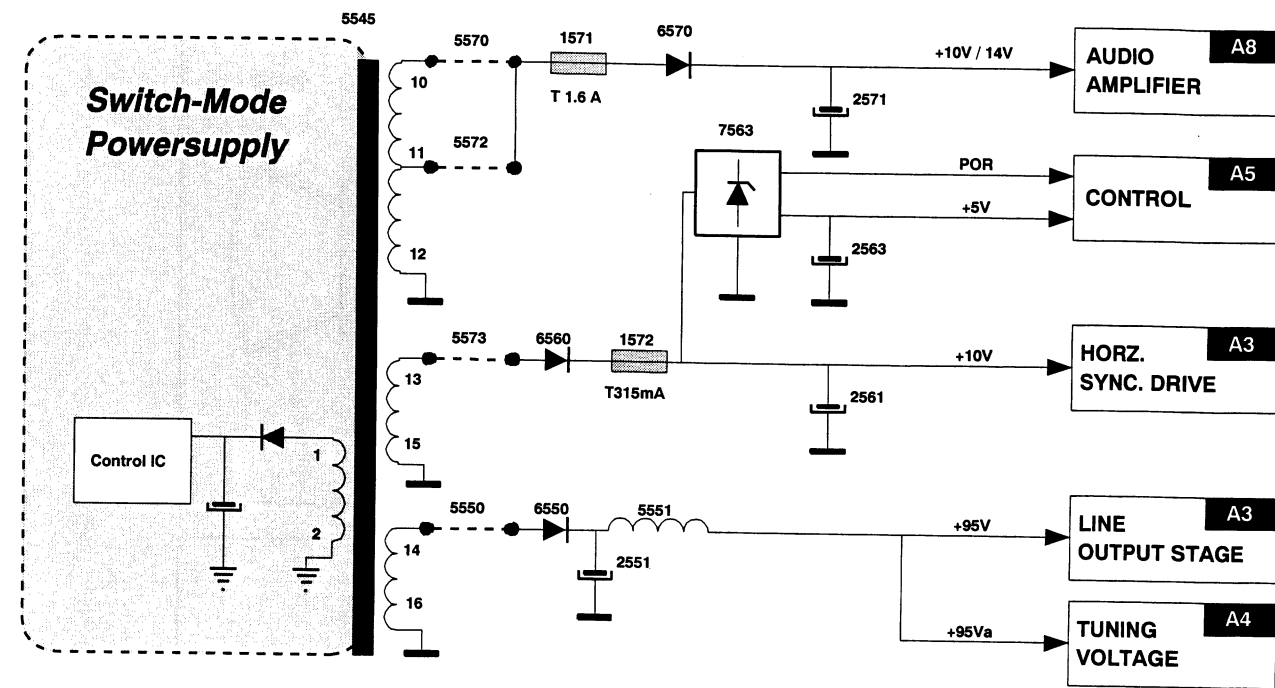 5545
Switch-Mode
Powersupply
5570
1571
6570
+10V / 14V
AUDIO
AMPLIFIER
A8
10
T 1.6 A
2571
5572
11
7563
POR
A5
CONTROL
+5V
12
2563
5573
6560
1572
+10V
HORZ.
SYNC. DRIVE
A3
13
T315mA
2561
15
Control IC
1
2
5550
6550
5551
+95V
LINE
OUTPUT STAGE
A3
14
2551
16
+95Va
TUNING
VOLTAGE
A4